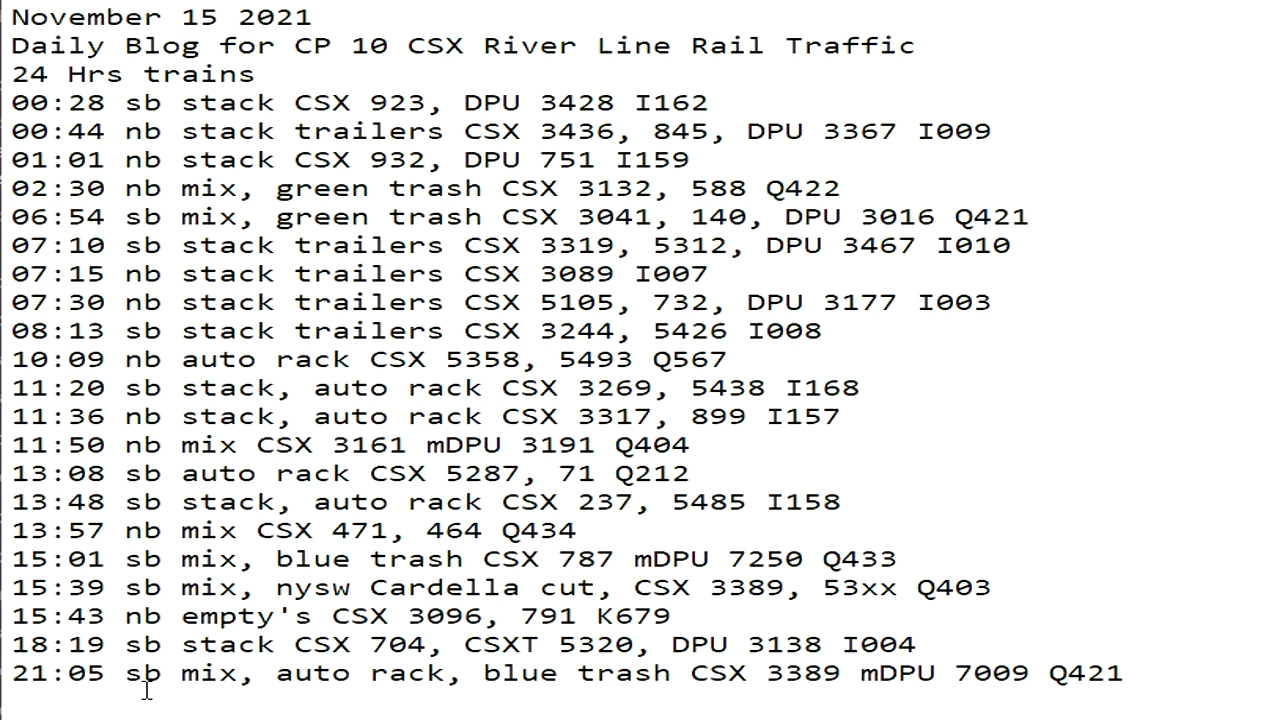 November 15 2021
Daily Blog for CP 10 CSX River Line Rail Traffic
24 Hrs trains
00:28 sb stack CSX 923, DPU 3428 I162
00:44 nb stack trailers CSX 3436, 845, DPU 3367 I009
01:01 nb stack CSX 932, DPU 751 I159
02:30 nb mix, green trash CSX 3132, 588 Q422
06:54 sb mix, green trash CSX 3041, 140, DPU 3016 Q421
07:10 sb stack trailers CSX 3319, 5312, DPU 3467 I010
07:15 nb stack trailers CSX 3089 I007
07:30 nb stack trailers CSX 5105, 732, DPU 3177 I003
08:13 sb stack trailers CSX 3244, 5426 I008
10:09 nb auto rack CSX 5358, 5493 Q567
11:20 sb stack, auto rack CSX 3269, 5438 I168
11:36 nb stack, auto rack CSX 3317, 899 I157
11:50 nb mix CSX 3161 mDPU 3191 Q404
13:08 sb auto rack CSX 5287, 71 Q212
13:48 sb stack, auto rack CSX 237, 5485 I158
13:57 nb mix CSX 471, 464 Q434
15:01 sb mix, blue trash CSX 787 mDPU 7250 Q433
15:39 sb mix, nysw Cardella cut, CSX 3389, 53xx Q403
15:43 nb empty's CSX 3096, 791 K679
18:19 sb stack CSX 704, CSXT 5320, DPU 3138 I004
21:05 sb mix, auto rack, blue trash CSX 3389 mDPU 7009 Q421